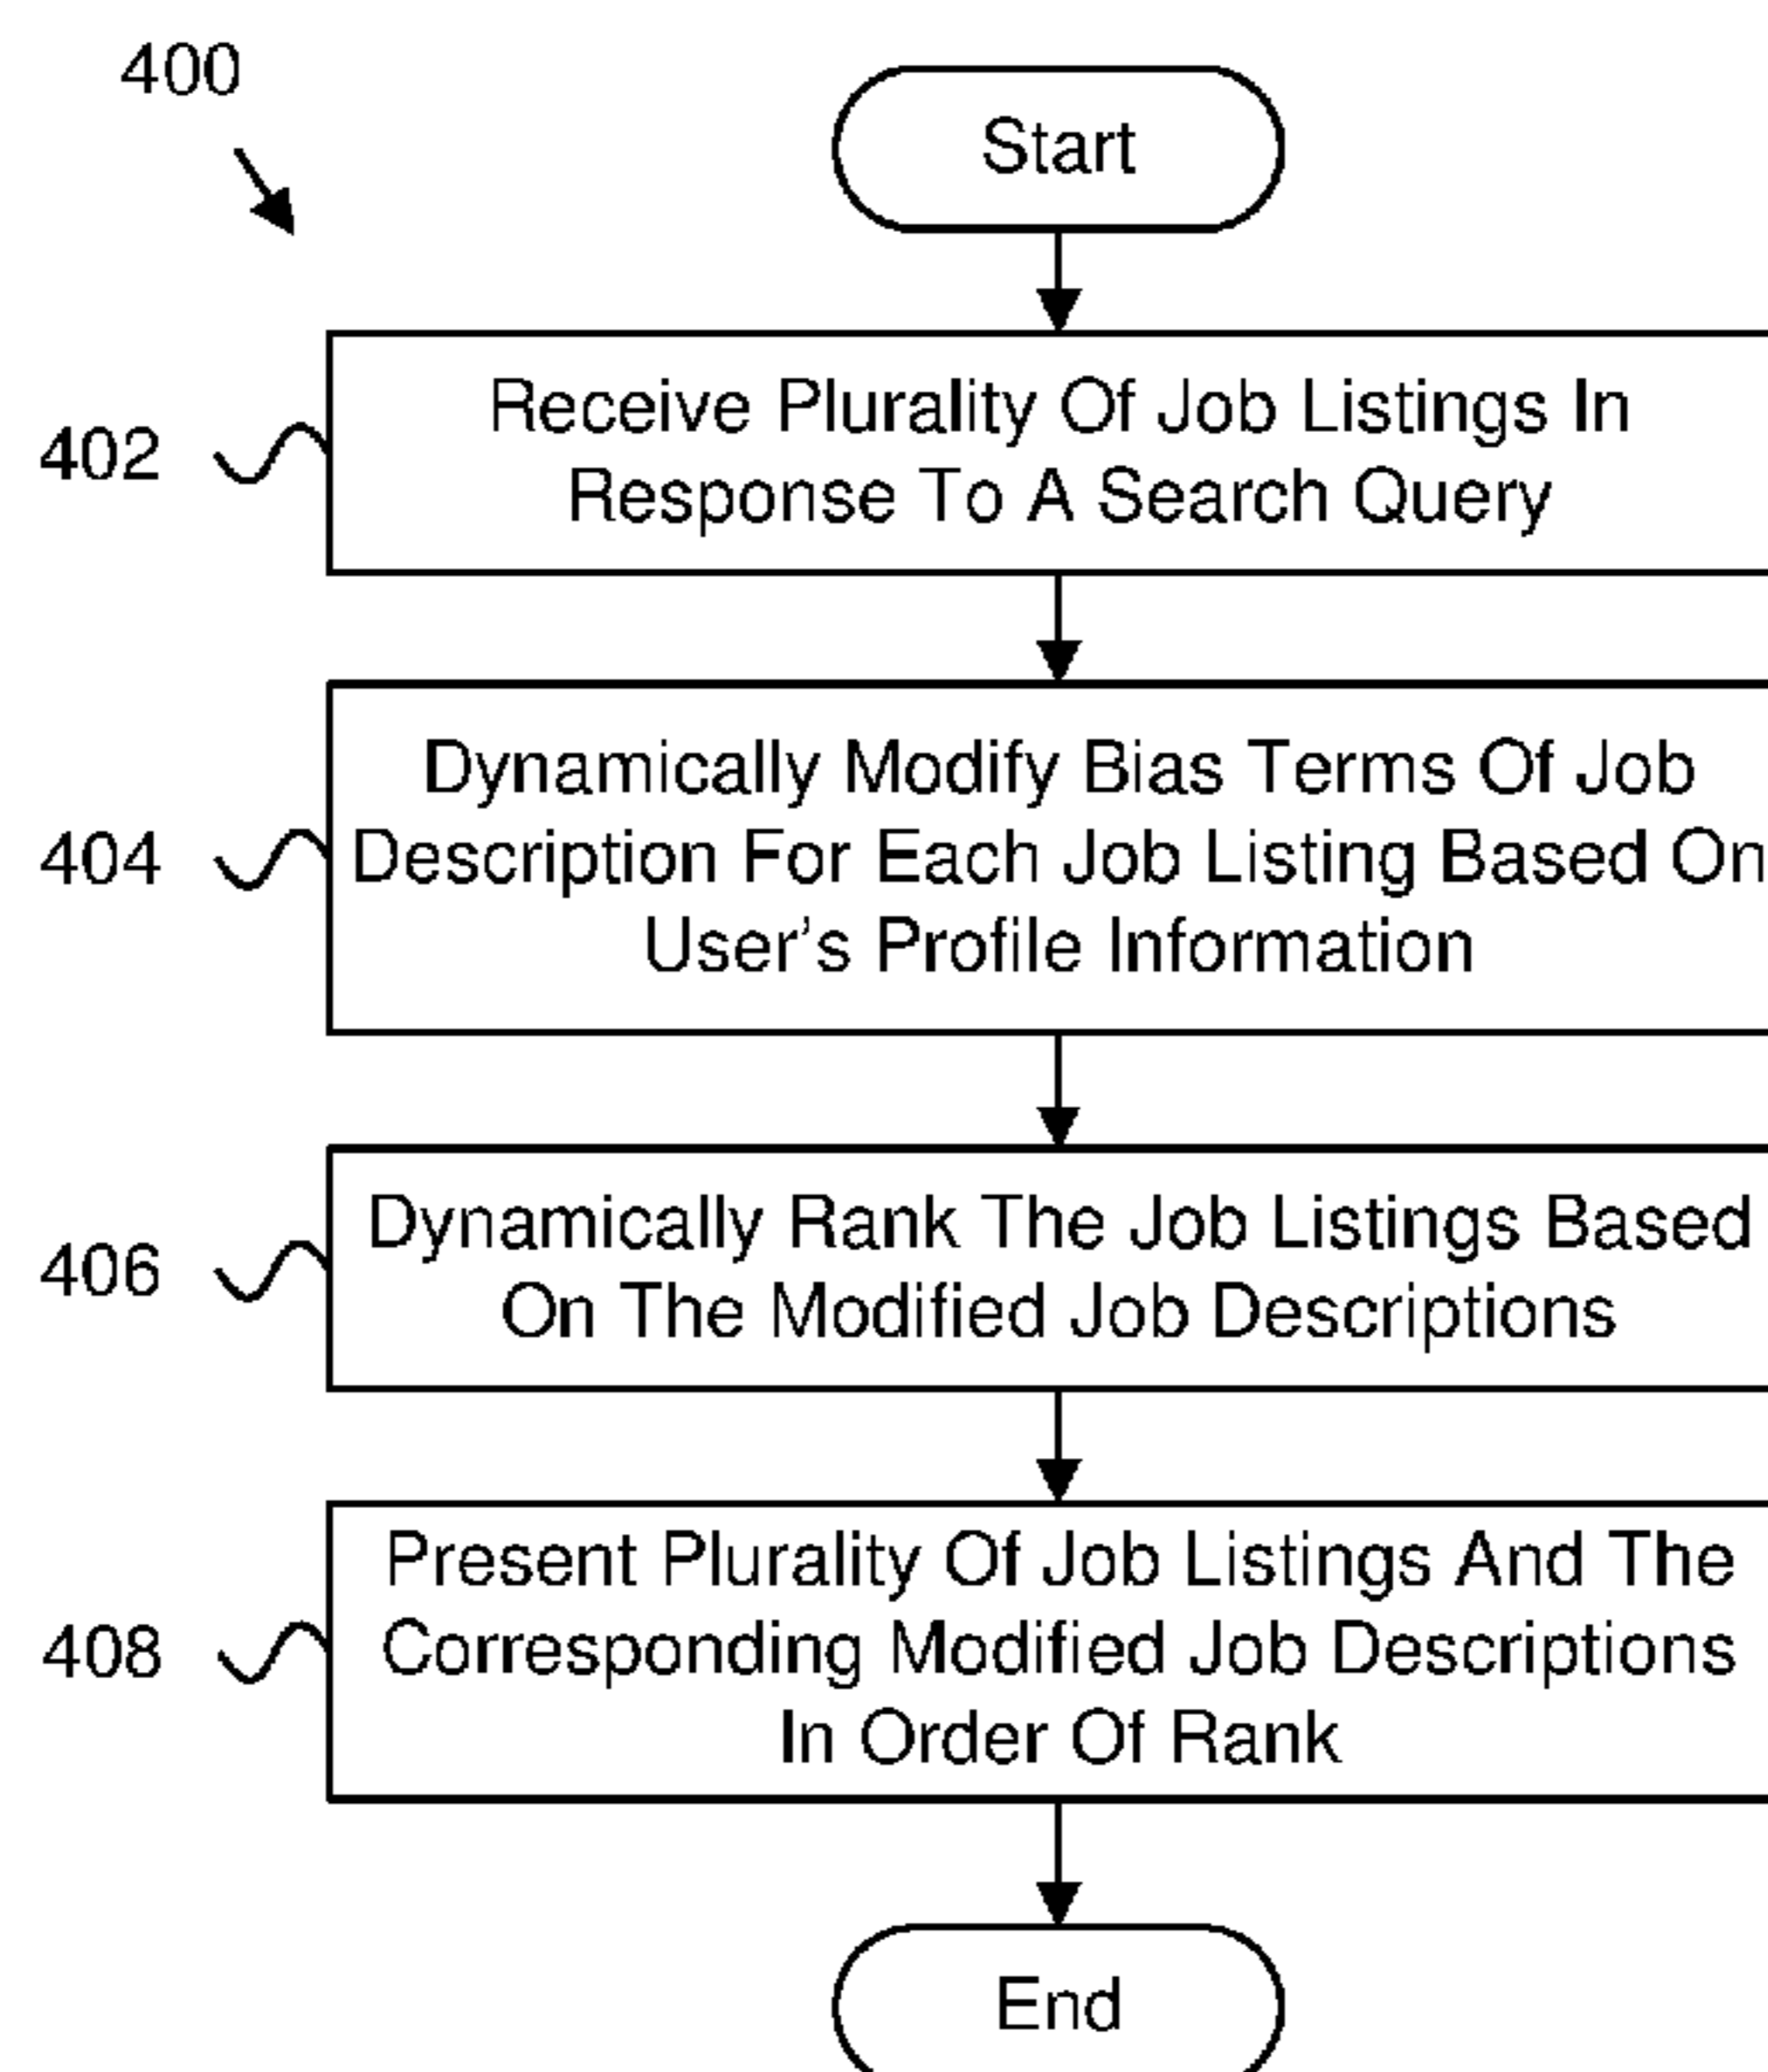 400
Start
402
Receive Plurality Of Job Listings In
Response To A Search Query
404
Dynamically Modify Bias Terms Of Job
Description For Each Job Listing Based On
User's Profile Information
406
Dynamically Rank The Job Listings Based
On The Modified Job Descriptions
408
Present Plurality Of Job Listings And The
Corresponding Modified Job Descriptions
In Order Of Rank
End